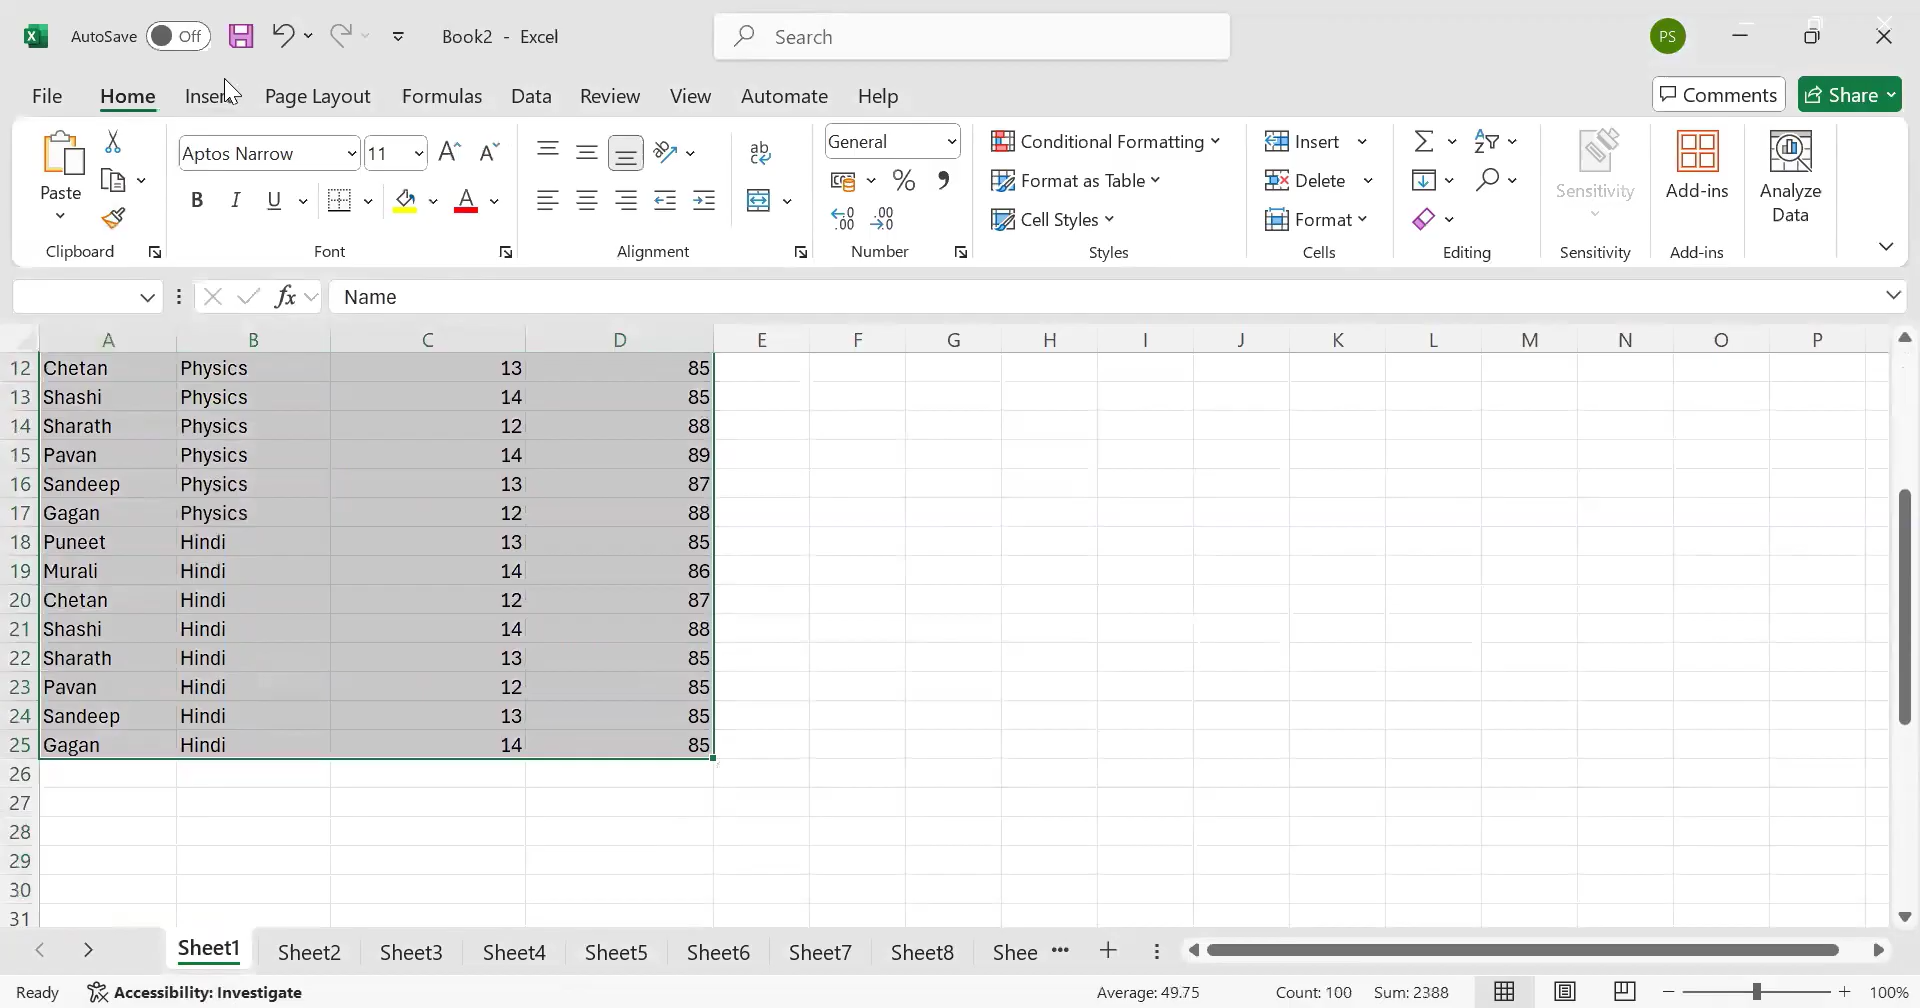 AutoSave Off Book2 - Excel Search PS
File Home Insert Page Layout Formulas Data Review View Automate Help Comments Share
Paste
Clipboard
Aptos Narrow 11
B I U A
Font
ab
Alignment
General
% .00
Number
Conditional Formatting
Format as Table
Cell Styles
Styles
Insert
Delete
Format
Cells
Editing
Sensitivity
Sensitivity
Add-ins
Add-ins
Analyze
Data
fx Name
A B C D E F G H I J K L M N O P
12 Chetan Physics 13 85
13 Shashi Physics 14 85
14 Sharath Physics 12 88
15 Pavan Physics 14 89
16 Sandeep Physics 13 87
17 Gagan Physics 12 88
18 Puneet Hindi 13 85
19 Murali Hindi 14 86
20 Chetan Hindi 12 87
21 Shashi Hindi 14 88
22 Sharath Hindi 13 85
23 Pavan Hindi 12 85
24 Sandeep Hindi 13 85
25 Gagan Hindi 14 85
26
27
28
29
30
31
Sheet1 Sheet2 Sheet3 Sheet4 Sheet5 Sheet6 Sheet7 Sheet8 Shee ...
Ready Accessibility: Investigate Average: 49.75 Count: 100 Sum: 2388 100%